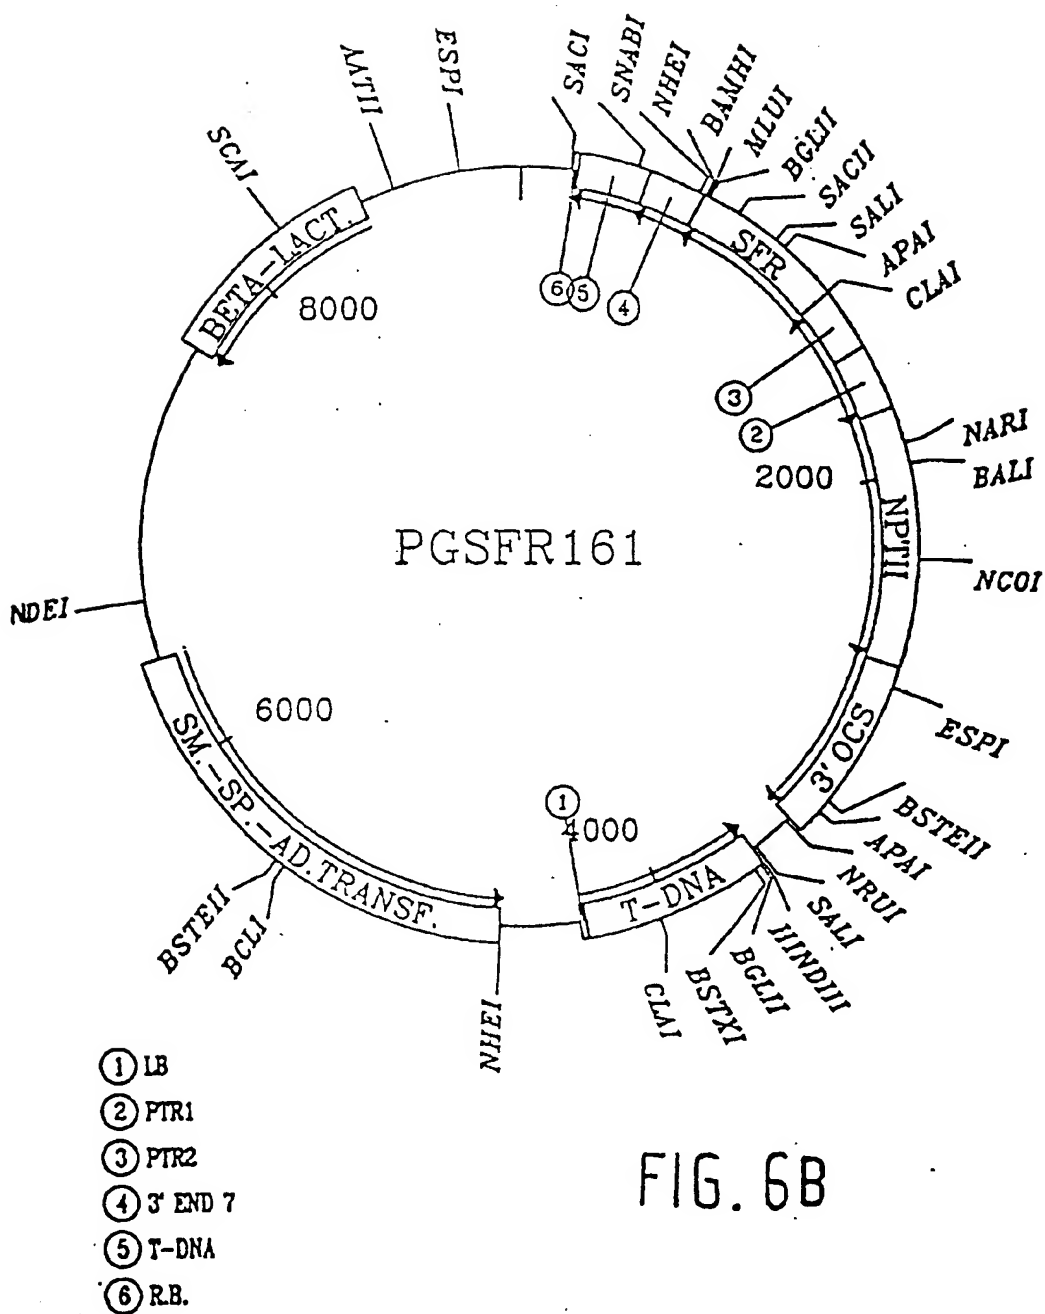 ESPI
AATII
SCAI
SACI
SNABI
NHEI
BAMHI
MLUI
BGLII
SACII
SALI
APAI
CLAI
BETA-LACT.
8000
SFR
6
5
4
3
2
NARI
BALI
2000
NPTII
NCOI
PGSFR161
NDEI
6000
SM.-SP.-AD.TRANSF.
1
4000
3' OCS
ESPI
BSTEII
APAI
NRUI
SALI
HINDIII
BGLII
BSTXI
CLAI
T-DNA
BSTEII
BCLI
NHEI
1 LB
2 PTR1
3 PTR2
4 3' END 7
5 T-DNA
6 R.B.
FIG. 6B